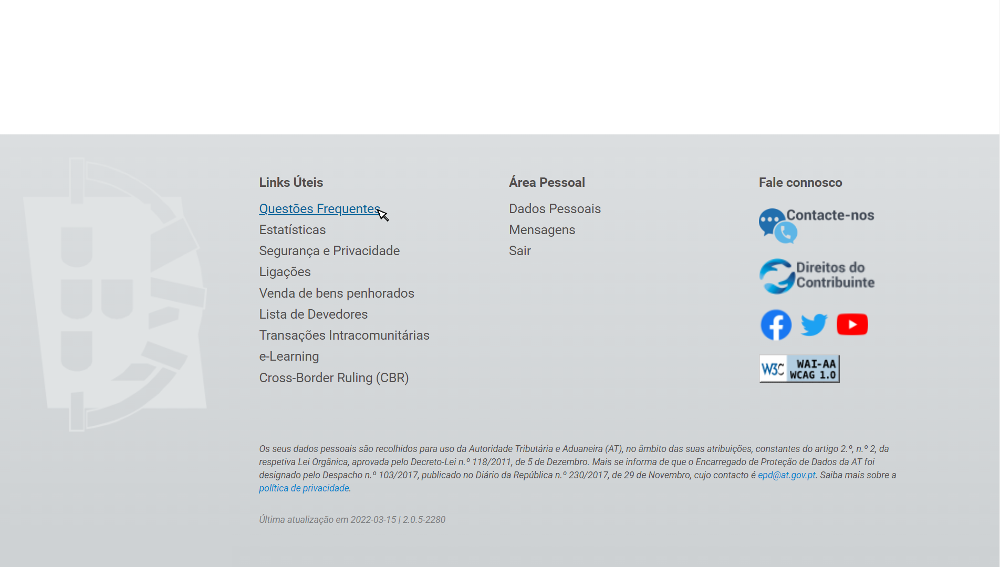 Links Úteis
Questões Frequentes
Estatísticas
Segurança e Privacidade
Ligações
Venda de bens penhorados
Lista de Devedores
Transações Intracomunitárias
e-Learning
Cross-Border Ruling (CBR)
Área Pessoal
Dados Pessoais
Mensagens
Sair
Fale connosco
Contacte-nos
Direitos do
Contribuinte
W3C WAI-AA
WCAG 1.0
Os seus dados pessoais são recolhidos para uso da Autoridade Tributária e Aduaneira (AT), no âmbito das suas atribuições, constantes do artigo 2.º, n.º 2, da
respetiva Lei Orgânica, aprovada pelo Decreto-Lei n.º 118/2011, de 5 de Dezembro. Mais se informa de que o Encarregado de Proteção de Dados da AT foi
designado pelo Despacho n.º 103/2017, publicado no Diário da República n.º 230/2017, de 29 de Novembro, cujo contacto é epd@at.gov.pt. Saiba mais sobre a
política de privacidade.
Última atualização em 2022-03-15 | 2.0.5-2280